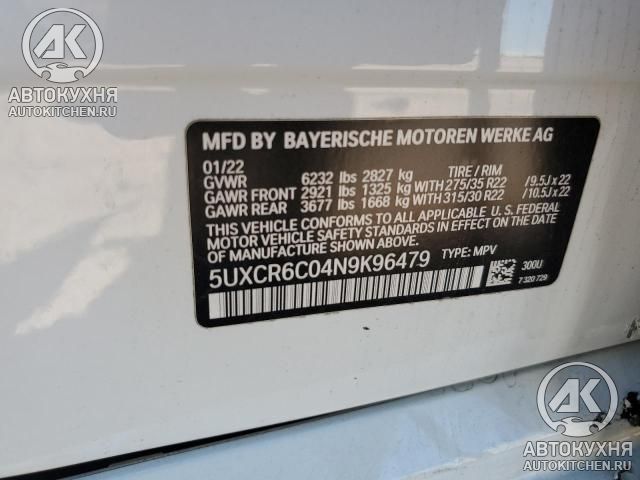 AK
АВТОКУХНЯ
AUTOKITCHEN.RU
MFD BY BAYERISCHE MOTOREN WERKE AG
01/22 TIRE / RIM
GVWR 6232 lbs 2827 kg
GAWR FRONT 2921 lbs 1325 kg WITH 275/35 R22 /9.5J x 22
GAWR REAR 3677 lbs 1668 kg WITH 315/30 R22 /10.5J x 22
THIS VEHICLE CONFORMS TO ALL APPLICABLE U.S. FEDERAL
MOTOR VEHICLE SAFETY STANDARDS IN EFFECT ON THE DATE
OF MANUFACTURE SHOWN ABOVE.
5UXCR6C04N9K96479 TYPE: MPV
300U
7 320 729
AK
АВТОКУХНЯ
AUTOKITCHEN.RU